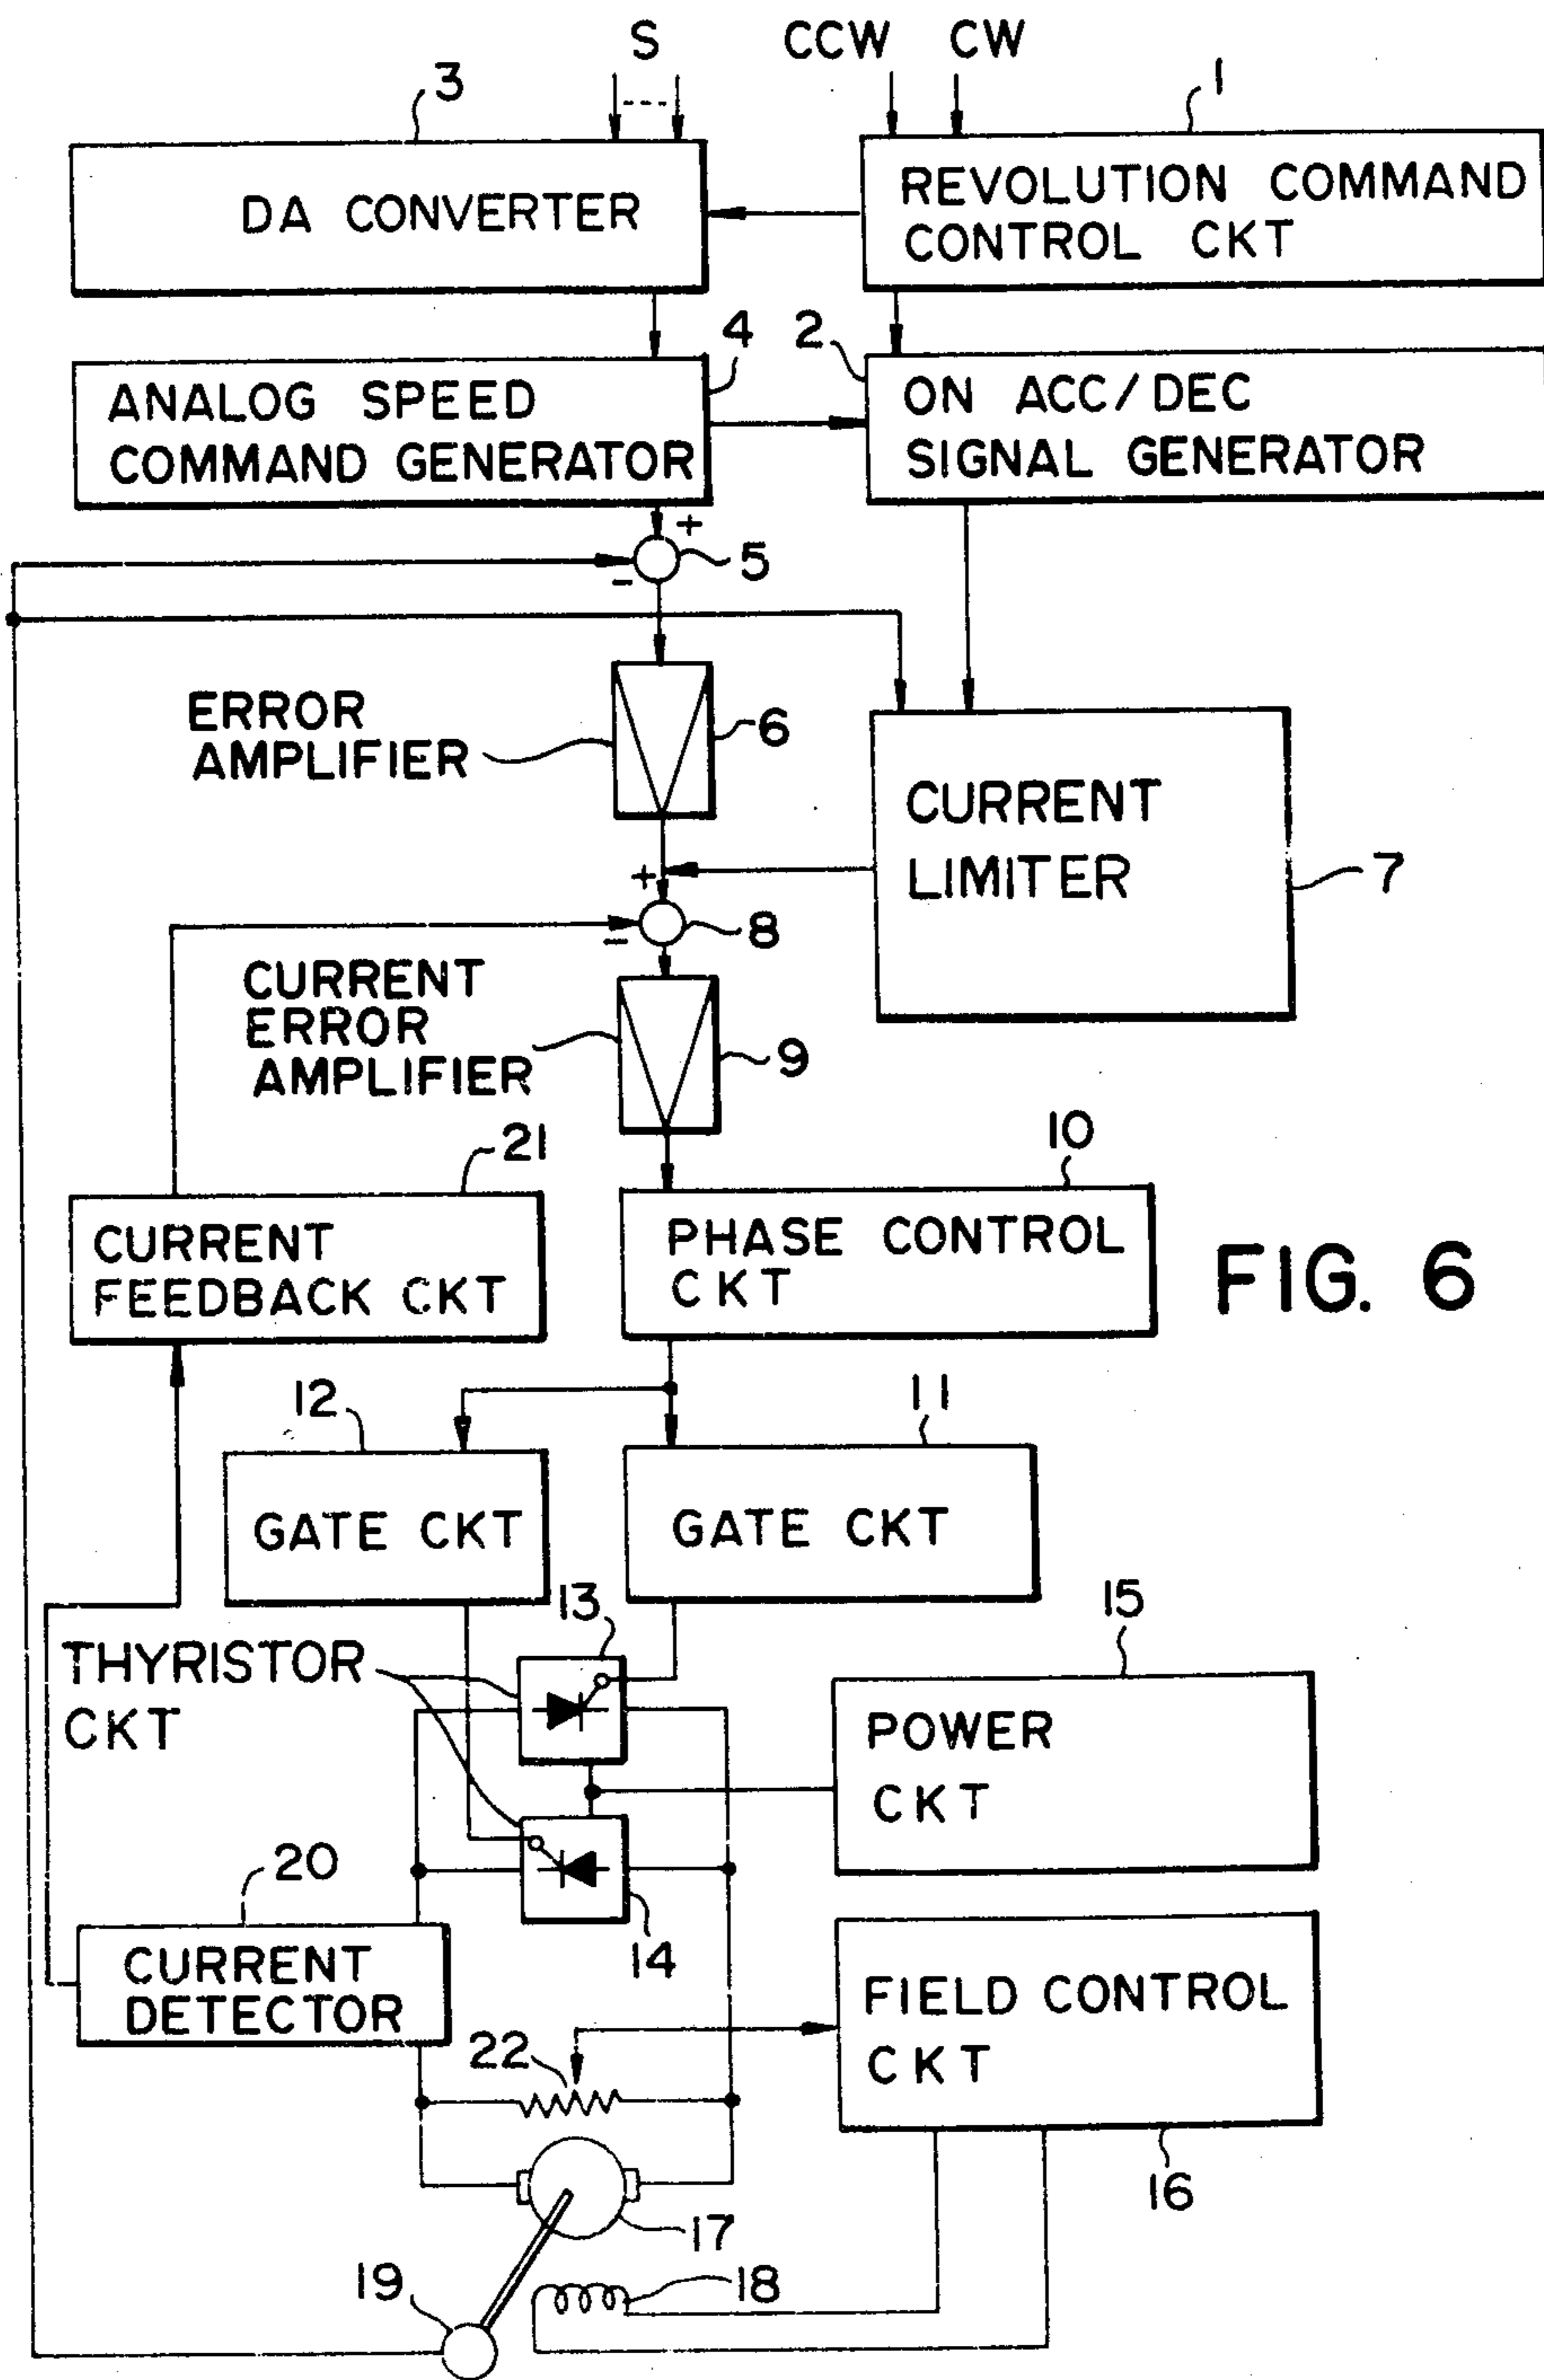 S
CCW CW
3
1
DA CONVERTER
REVOLUTION COMMAND
CONTROL CKT
4
2
ANALOG SPEED
COMMAND GENERATOR
ON ACC/DEC
SIGNAL GENERATOR
+
5
-
ERROR
AMPLIFIER
6
CURRENT
LIMITER
7
+
8
-
CURRENT
ERROR
AMPLIFIER
9
21
10
CURRENT
FEEDBACK CKT
PHASE CONTROL
CKT
FIG. 6
12
11
GATE CKT
GATE CKT
13
15
THYRISTOR
CKT
POWER
CKT
20
14
CURRENT
DETECTOR
FIELD CONTROL
CKT
22
16
17
19
18